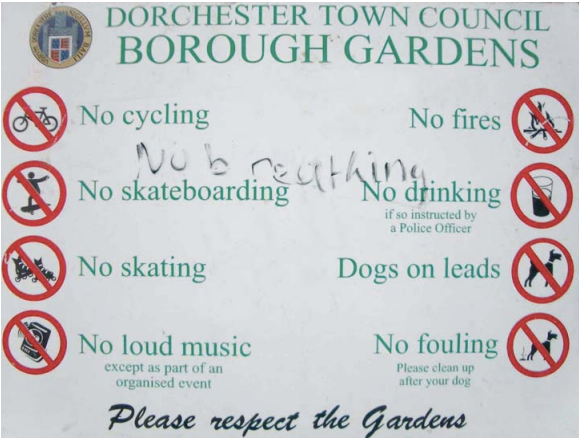 DORCHESTER TOWN COUNCIL
BOROUGH GARDENS
No cycling
No fires
No breathing
No skateboarding
No drinking
if so instructed by
a Police Officer
No skating
Dogs on leads
No loud music
except as part of an
organised event
No fouling
Please clean up
after your dog
Please respect the Gardens